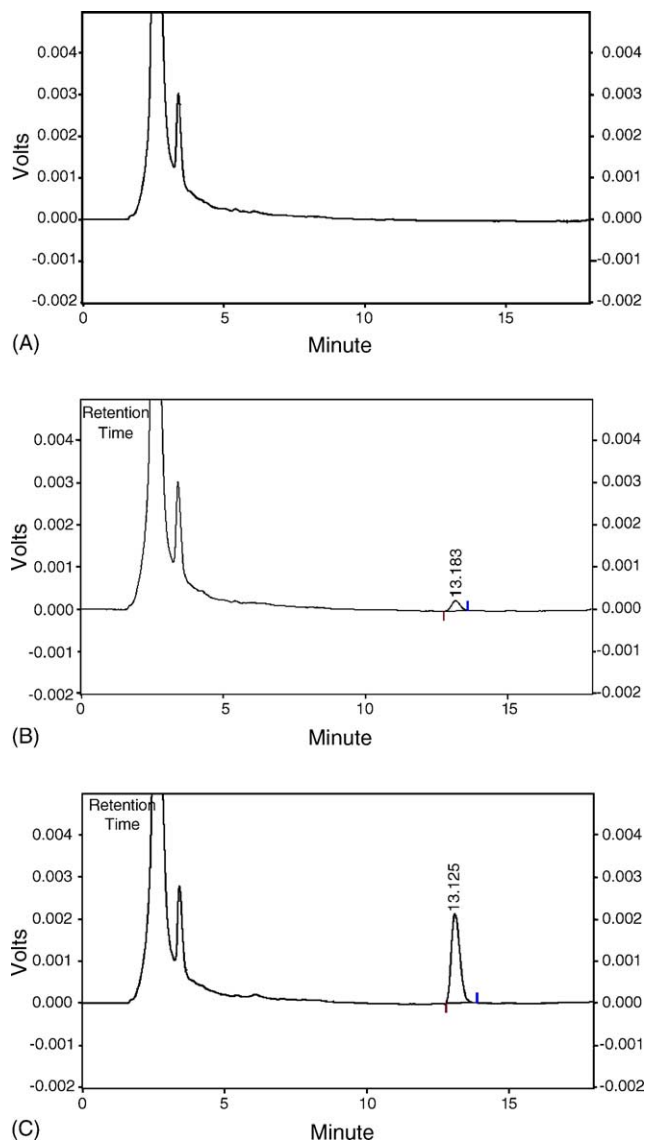 0.004 0.004
0.003 0.003
0.002 0.002
0.001 0.001
0.000 0.000
-0.001 -0.001
-0.002 -0.002
Volts
0 5 10 15
Minute
(A)
Retention
Time
0.004 0.004
0.003 0.003
0.002 0.002
0.001 0.001
0.000 0.000
-0.001 -0.001
-0.002 -0.002
Volts
13.183
0 5 10 15
Minute
(B)
Retention
Time
0.004 0.004
0.003 0.003
0.002 0.002
0.001 0.001
0.000 0.000
-0.001 -0.001
-0.002 -0.002
Volts
13.125
0 5 10 15
Minute
(C)